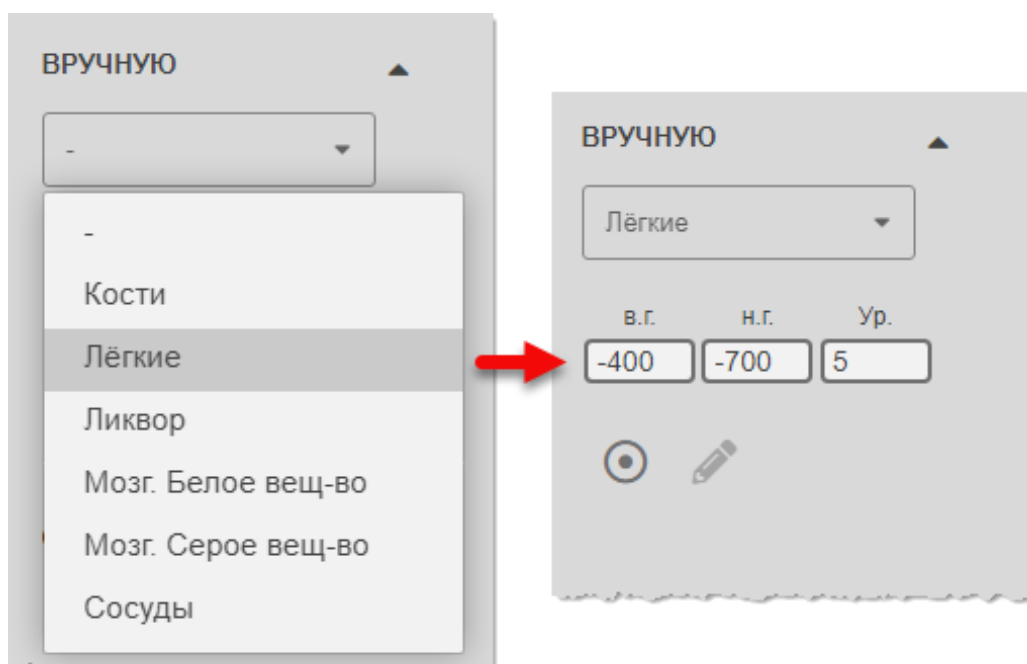 ВРУЧНУЮ
-
-
Кости
Лёгкие
Ликвор
Мозг. Белое вещ-во
Мозг. Серое вещ-во
Сосуды
ВРУЧНУЮ
Лёгкие
в.г. н.г. Ур.
-400 -700 5